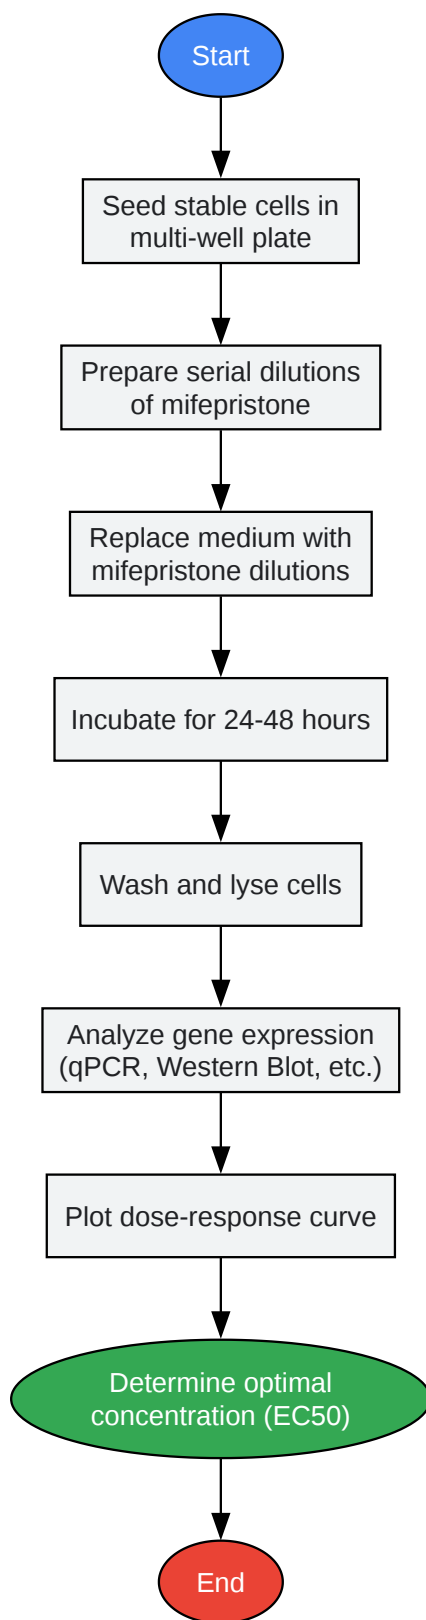 Start
Seed stable cells in
multi-well plate
Prepare serial dilutions
of mifepristone
Replace medium with
mifepristone dilutions
Incubate for 24-48 hours
Wash and lyse cells
Analyze gene expression
(qPCR, Western Blot, etc.)
Plot dose-response curve
Determine optimal
concentration (EC50)
End